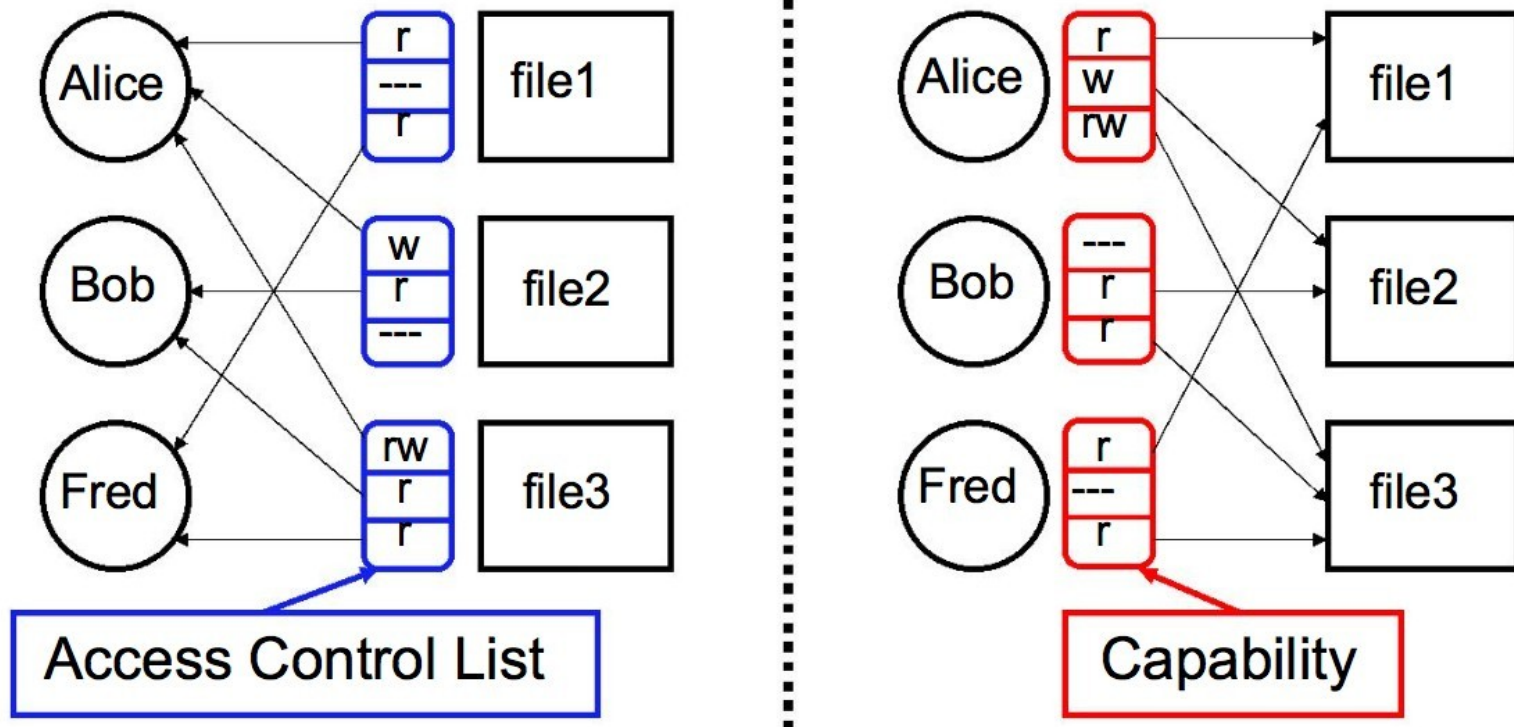 Alice
r
---
r
file1
Bob
w
r
---
file2
Fred
rw
r
r
file3
Access Control List
Alice
r
w
rw
file1
Bob
---
r
r
file2
Fred
r
---
r
file3
Capability